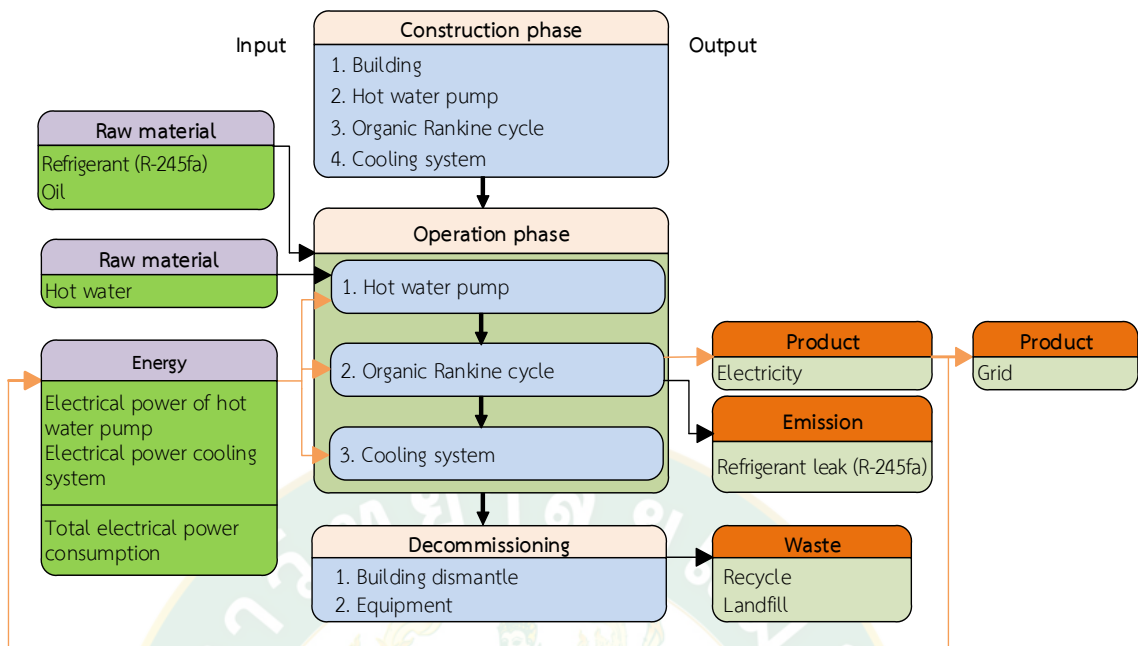 Input
Construction phase
Output
1. Building
2. Hot water pump
3. Organic Rankine cycle
4. Cooling system
Raw material
Refrigerant (R-245fa)
Oil
Operation phase
Raw material
Hot water
1. Hot water pump
Energy
Electrical power of hot
water pump
Electrical power cooling
system
Total electrical power
consumption
2. Organic Rankine cycle
3. Cooling system
Product
Electricity
Product
Grid
Emission
Refrigerant leak (R-245fa)
Decommissioning
1. Building dismantle
2. Equipment
Waste
Recycle
Landfill